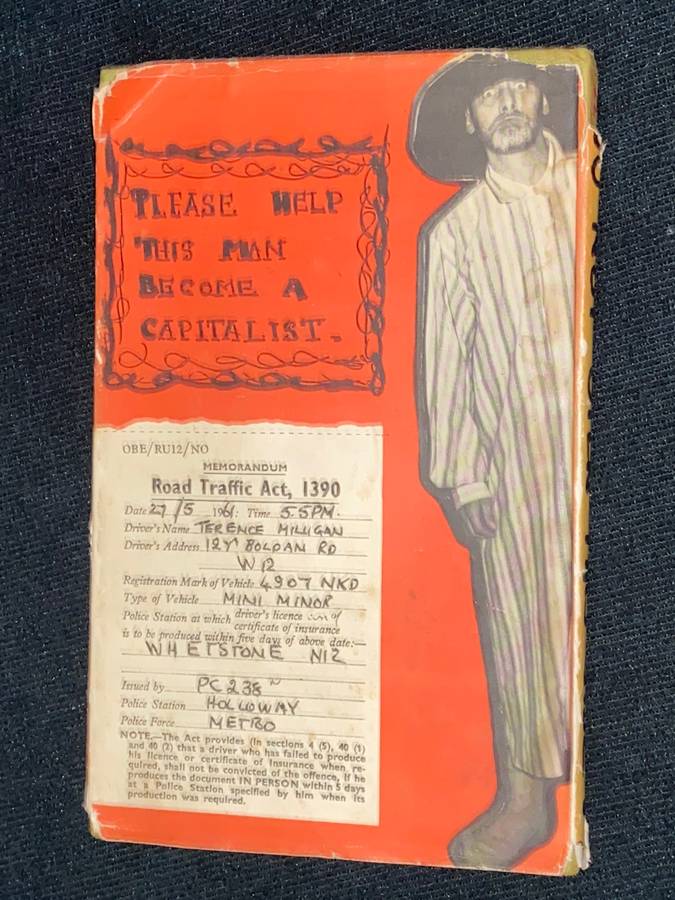 PLEASE HELP
THIS MAN
BECOME A
CAPITALIST.
OBE/RU12/NO
MEMORANDUM
Road Traffic Act, 1390
Date 27/5 1961: Time 5.5PM.
Driver's Name TERENCE MILLIGAN
Driver's Address RD
W12
Registration Mark of Vehicle 4907 NKD
Type of Vehicle MINI MINOR
Police Station at which driver's licence
certificate of insurance
is to be produced within five days of above date:—
WHETSTONE N12
Issued by PC 238
Police Station HOLLOWAY
Police Force METRO
NOTE.—The Act provides (in sections 4 (5), 40 (1)
and 40 (2) that a driver who has failed to produce
his licence or certificate of Insurance when re-
quired, shall not be convicted of the offence, if he
produces the document IN PERSON within 5 days
at a Police Station specified by him when its
production was required.